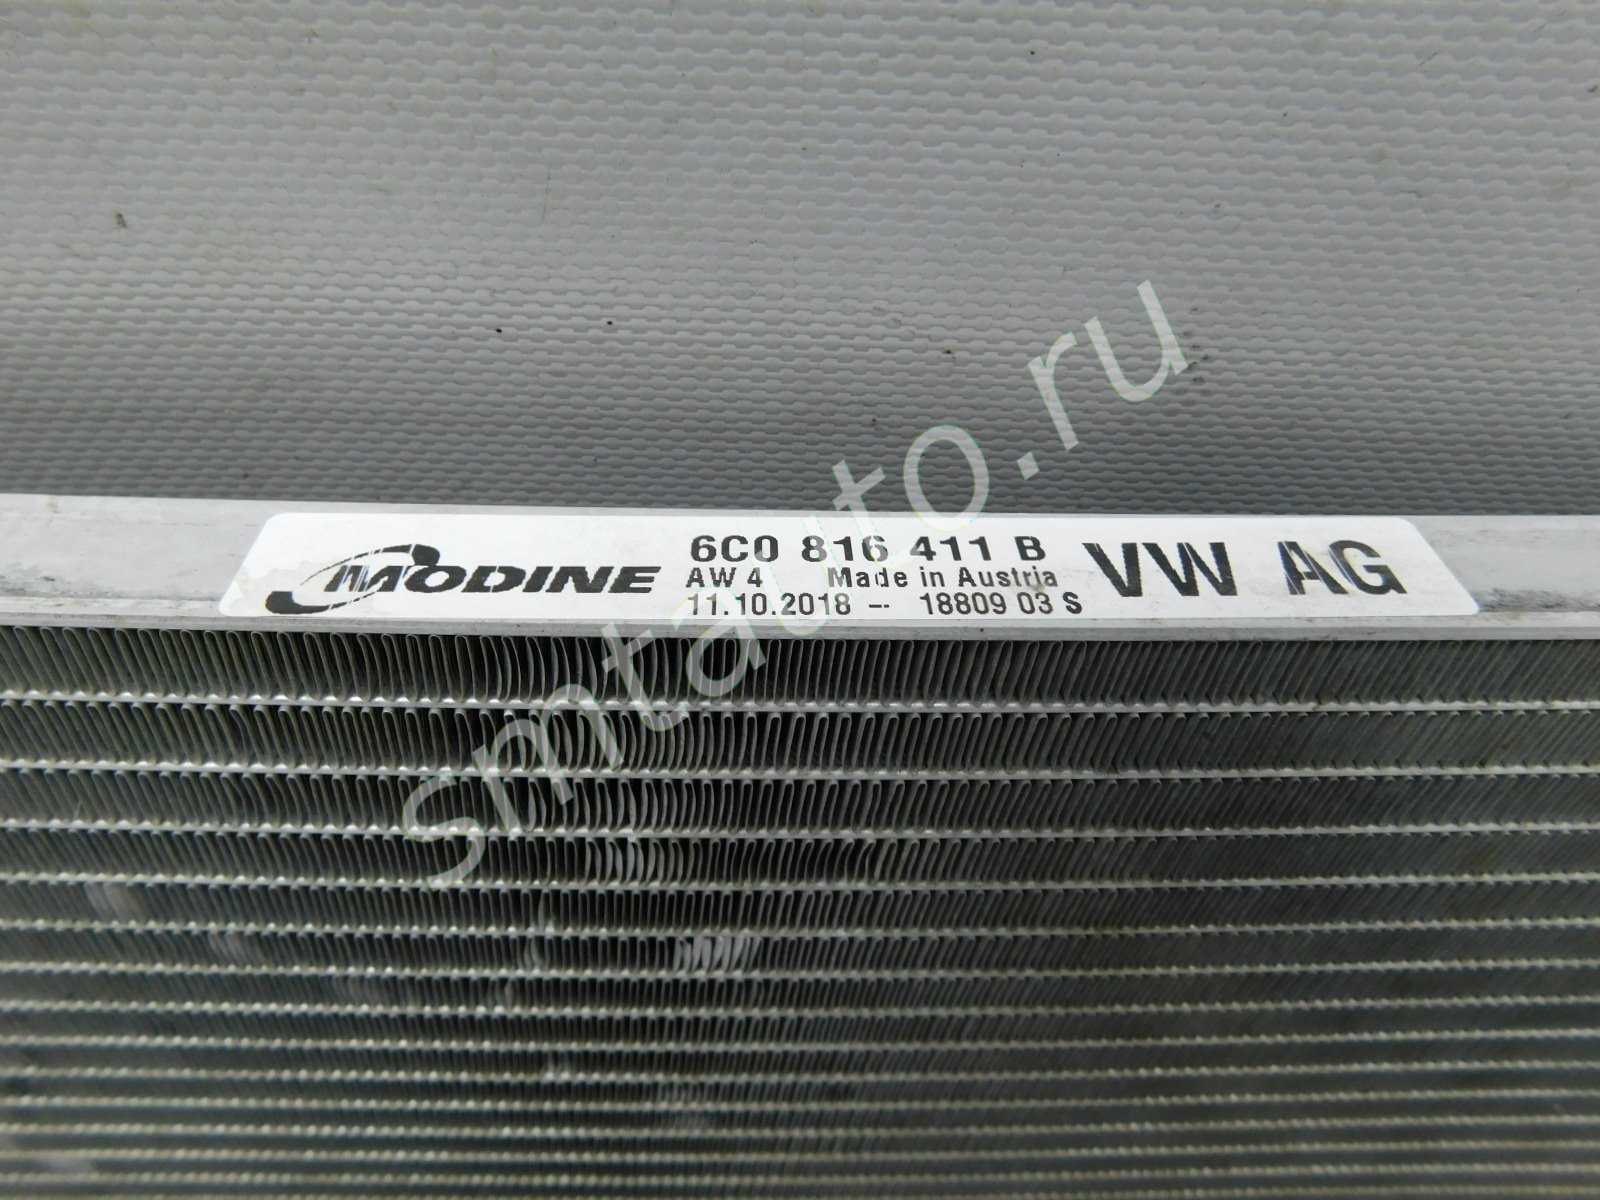 MODINE
6C0 816 411 B
AW 4 Made in Austria
11.10.2018 -- 18809 03 S
VW AG
smtauto.ru